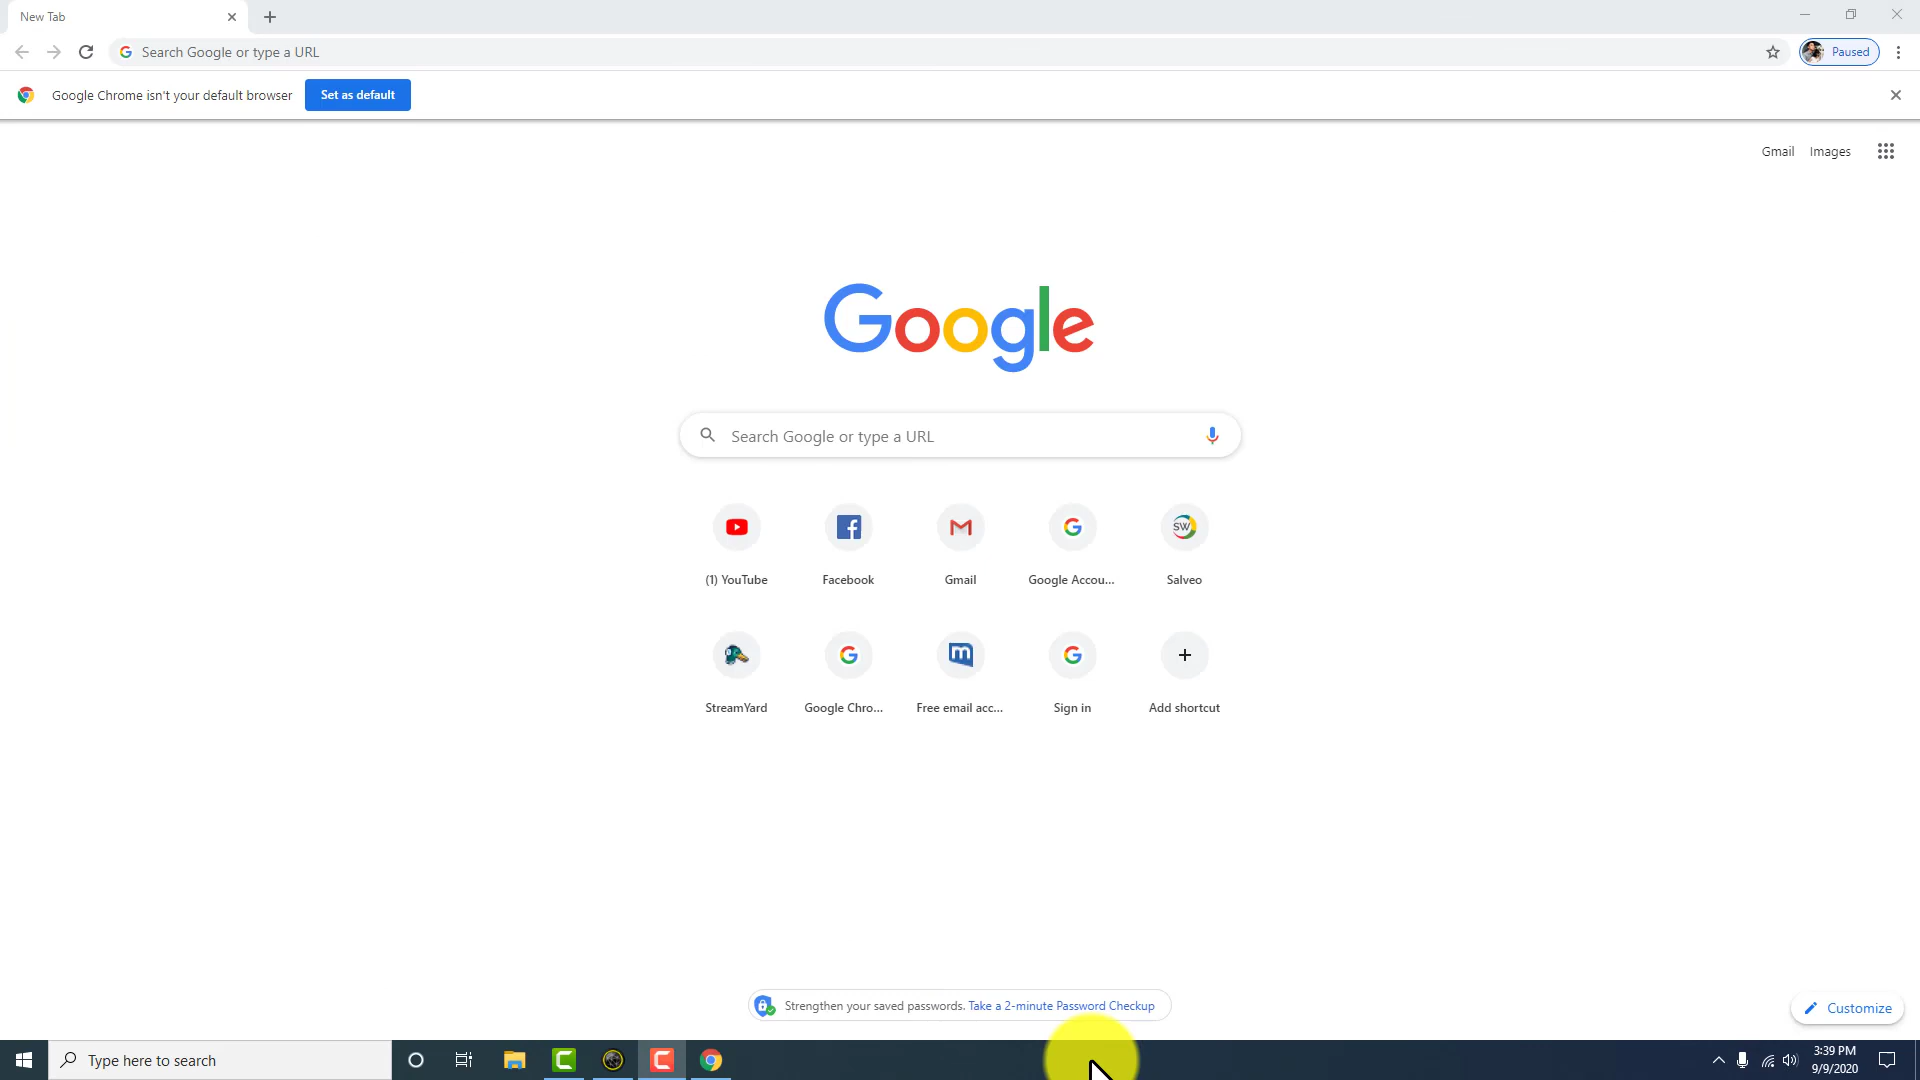 New Tab
Search Google or type a URL
Paused
Google Chrome isn't your default browser
Set as default
Gmail Images
Google
Search Google or type a URL
(1) YouTube
Facebook
Gmail
Google Accou...
SW
Salveo
StreamYard
Google Chro...
m
Free email acc...
Sign in
Add shortcut
Strengthen your saved passwords. Take a 2-minute Password Checkup
Customize
Type here to search
3:39 PM
9/9/2020